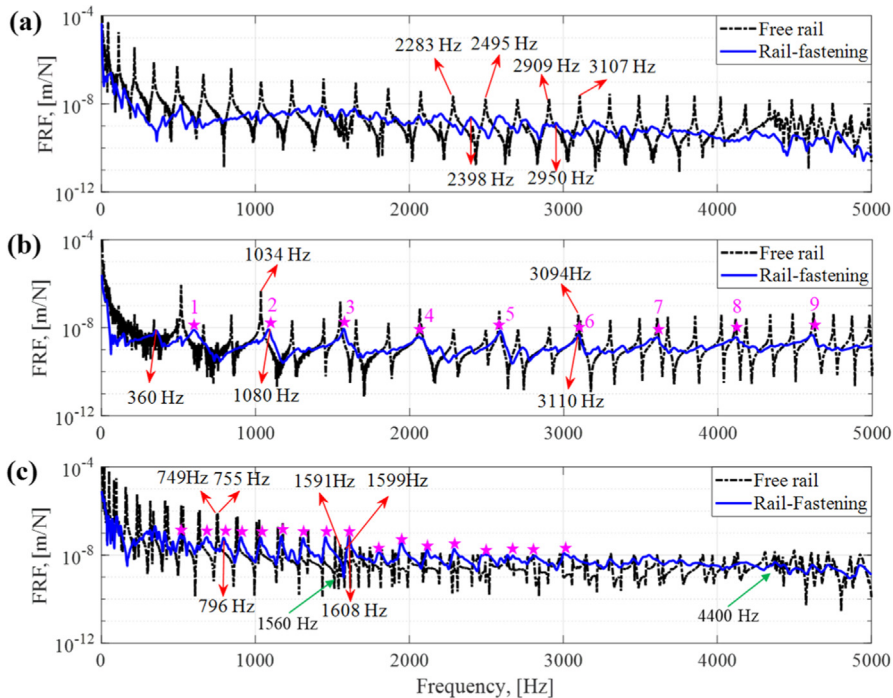 (a)
FRF, [m/N]
10^-4
10^-8
10^-12
2283 Hz
2495 Hz
2909 Hz
3107 Hz
Free rail
Rail-fastening
2398 Hz
2950 Hz
0 1000 2000 3000 4000 5000
(b)
FRF, [m/N]
10^-4
10^-8
10^-12
1034 Hz
3094Hz
Free rail
Rail-fastening
1 2 3 4 5 6 7 8 9
360 Hz
1080 Hz
3110 Hz
0 1000 2000 3000 4000 5000
(c)
FRF, [m/N]
10^-4
10^-8
10^-12
749Hz
755 Hz
1591Hz
1599Hz
Free rail
Rail-Fastening
796 Hz
1560 Hz
1608 Hz
4400 Hz
0 1000 2000 3000 4000 5000
Frequency, [Hz]